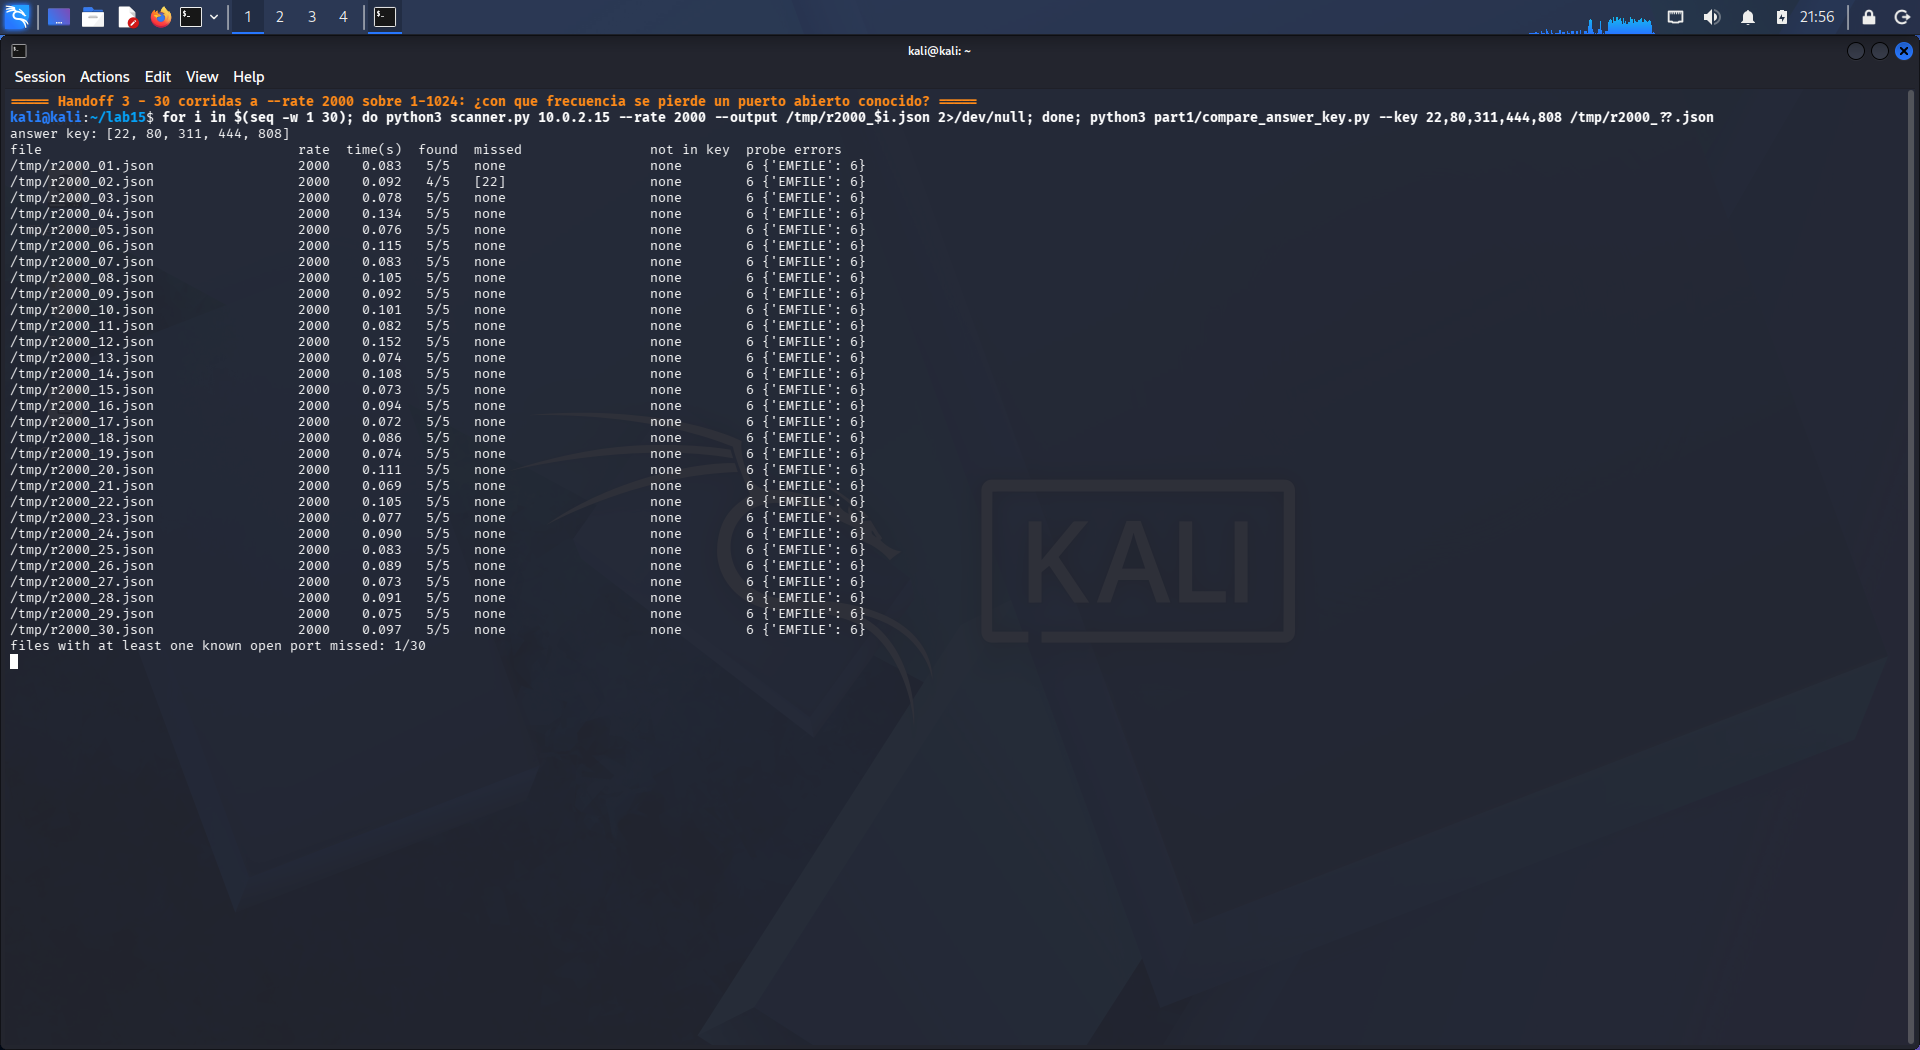 1 2 3 4 21:56
kali@kali: ~
Session Actions Edit View Help
===== Handoff 3 - 30 corridas a --rate 2000 sobre 1-1024: ¿con que frecuencia se pierde un puerto abierto conocido? =====
kali@kali:~/lab15$ for i in $(seq -w 1 30); do python3 scanner.py 10.0.2.15 --rate 2000 --output /tmp/r2000_$i.json 2>/dev/null; done; python3 part1/compare_answer_key.py --key 22,80,311,444,808 /tmp/r2000_??.json
answer key: [22, 80, 311, 444, 808]
file rate time(s) found missed not in key probe errors
/tmp/r2000_01.json 2000 0.083 5/5 none none 6 {'EMFILE': 6}
/tmp/r2000_02.json 2000 0.092 4/5 [22] none 6 {'EMFILE': 6}
/tmp/r2000_03.json 2000 0.078 5/5 none none 6 {'EMFILE': 6}
/tmp/r2000_04.json 2000 0.134 5/5 none none 6 {'EMFILE': 6}
/tmp/r2000_05.json 2000 0.076 5/5 none none 6 {'EMFILE': 6}
/tmp/r2000_06.json 2000 0.115 5/5 none none 6 {'EMFILE': 6}
/tmp/r2000_07.json 2000 0.083 5/5 none none 6 {'EMFILE': 6}
/tmp/r2000_08.json 2000 0.105 5/5 none none 6 {'EMFILE': 6}
/tmp/r2000_09.json 2000 0.092 5/5 none none 6 {'EMFILE': 6}
/tmp/r2000_10.json 2000 0.101 5/5 none none 6 {'EMFILE': 6}
/tmp/r2000_11.json 2000 0.082 5/5 none none 6 {'EMFILE': 6}
/tmp/r2000_12.json 2000 0.152 5/5 none none 6 {'EMFILE': 6}
/tmp/r2000_13.json 2000 0.074 5/5 none none 6 {'EMFILE': 6}
/tmp/r2000_14.json 2000 0.108 5/5 none none 6 {'EMFILE': 6}
/tmp/r2000_15.json 2000 0.073 5/5 none none 6 {'EMFILE': 6}
/tmp/r2000_16.json 2000 0.094 5/5 none none 6 {'EMFILE': 6}
/tmp/r2000_17.json 2000 0.072 5/5 none none 6 {'EMFILE': 6}
/tmp/r2000_18.json 2000 0.086 5/5 none none 6 {'EMFILE': 6}
/tmp/r2000_19.json 2000 0.074 5/5 none none 6 {'EMFILE': 6}
/tmp/r2000_20.json 2000 0.111 5/5 none none 6 {'EMFILE': 6}
/tmp/r2000_21.json 2000 0.069 5/5 none none 6 {'EMFILE': 6}
/tmp/r2000_22.json 2000 0.105 5/5 none none 6 {'EMFILE': 6}
/tmp/r2000_23.json 2000 0.077 5/5 none none 6 {'EMFILE': 6}
/tmp/r2000_24.json 2000 0.090 5/5 none none 6 {'EMFILE': 6}
/tmp/r2000_25.json 2000 0.083 5/5 none none 6 {'EMFILE': 6}
/tmp/r2000_26.json 2000 0.089 5/5 none none 6 {'EMFILE': 6}
/tmp/r2000_27.json 2000 0.073 5/5 none none 6 {'EMFILE': 6}
/tmp/r2000_28.json 2000 0.091 5/5 none none 6 {'EMFILE': 6}
/tmp/r2000_29.json 2000 0.075 5/5 none none 6 {'EMFILE': 6}
/tmp/r2000_30.json 2000 0.097 5/5 none none 6 {'EMFILE': 6}
files with at least one known open port missed: 1/30
KALI